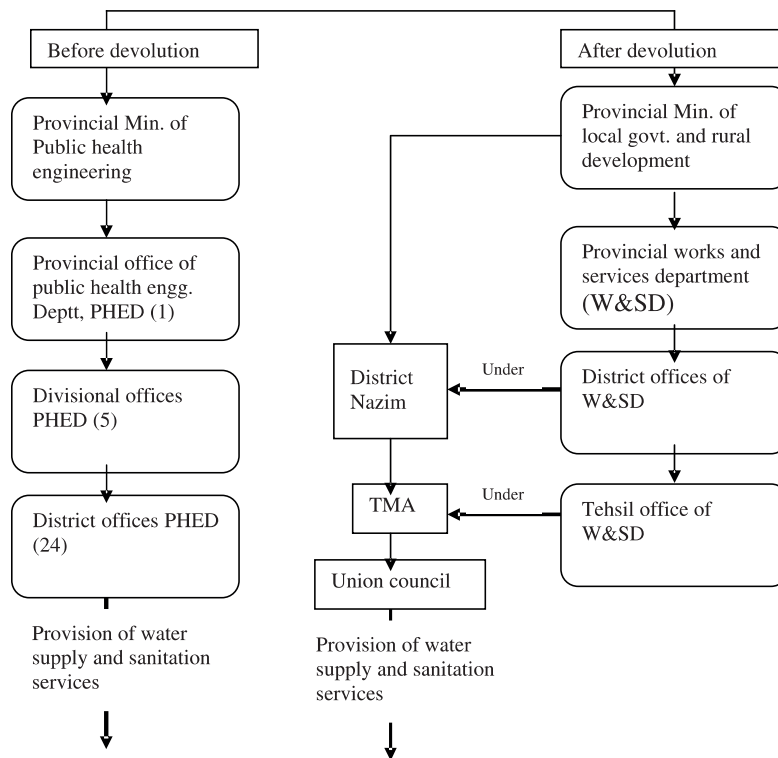 Before devolution
Provincial Min. of
Public health
engineering
Provincial office of
public health engg.
Deptt, PHED (1)
Divisional offices
PHED (5)
District offices PHED
(24)
Provision of water
supply and sanitation
services
After devolution
Provincial Min. of
local govt. and rural
development
Provincial works and
services department
(W&SD)
District offices of
W&SD
Under
District
Nazim
Tehsil office of
W&SD
Under
TMA
Union council
Provision of water
supply and sanitation
services